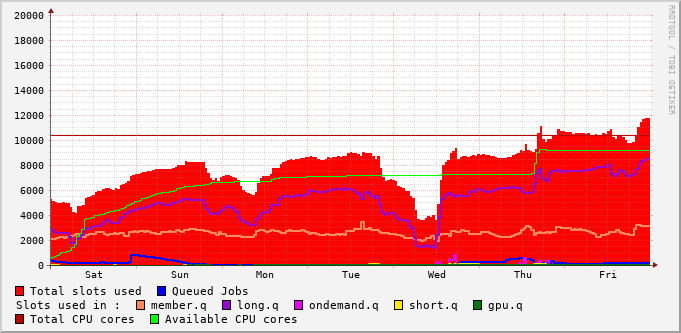 20000
18000
16000
14000
12000
10000
8000
6000
4000
2000
0
Sat Sun Mon Tue Wed Thu Fri
RRDTOOL / TOBI OETIKER
Total slots used Queued Jobs
Slots used in : member.q long.q ondemand.q short.q gpu.q
Total CPU cores Available CPU cores